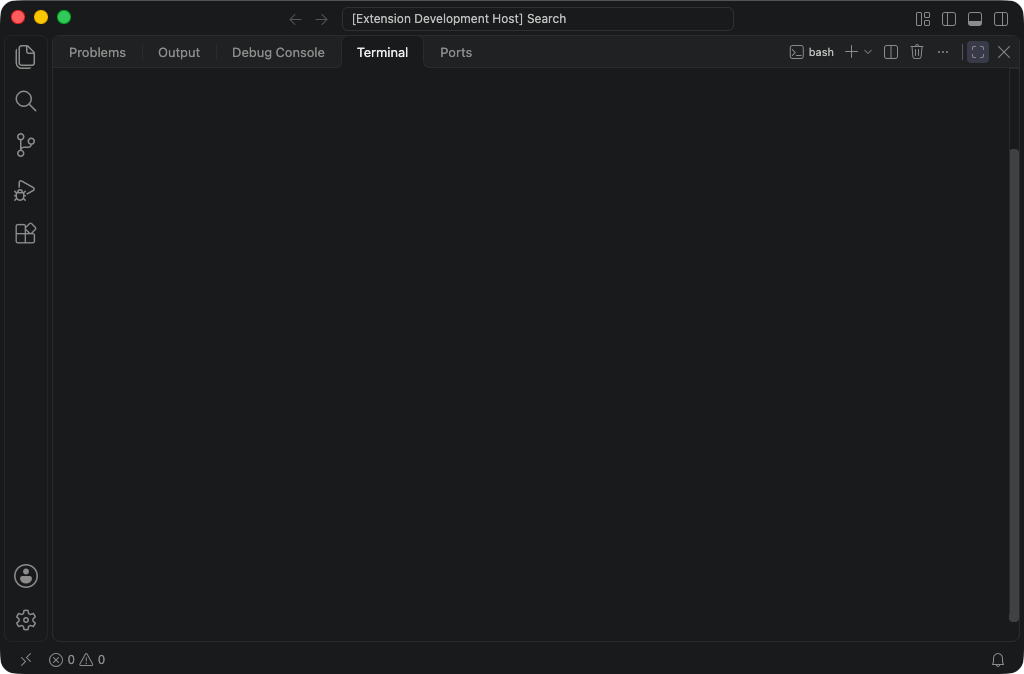 [Extension Development Host] Search
Problems
Output
Debug Console
Terminal
Ports
bash
0
0